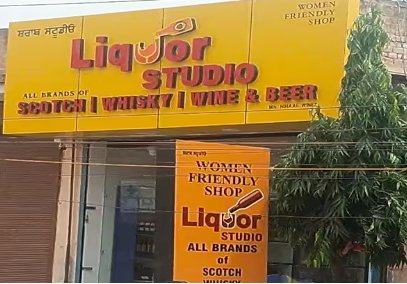 ਸ਼ਰਾਬ ਸਟੂਡੀਓ
WOMEN
FRIENDLY
SHOP
Liquor
STUDIO
ALL BRANDS OF
SCOTCH | WHISKY | WINE & BEER
WOMEN
FRIENDLY
SHOP
Liquor
STUDIO
ALL BRANDS
of
SCOTCH
WHISKY